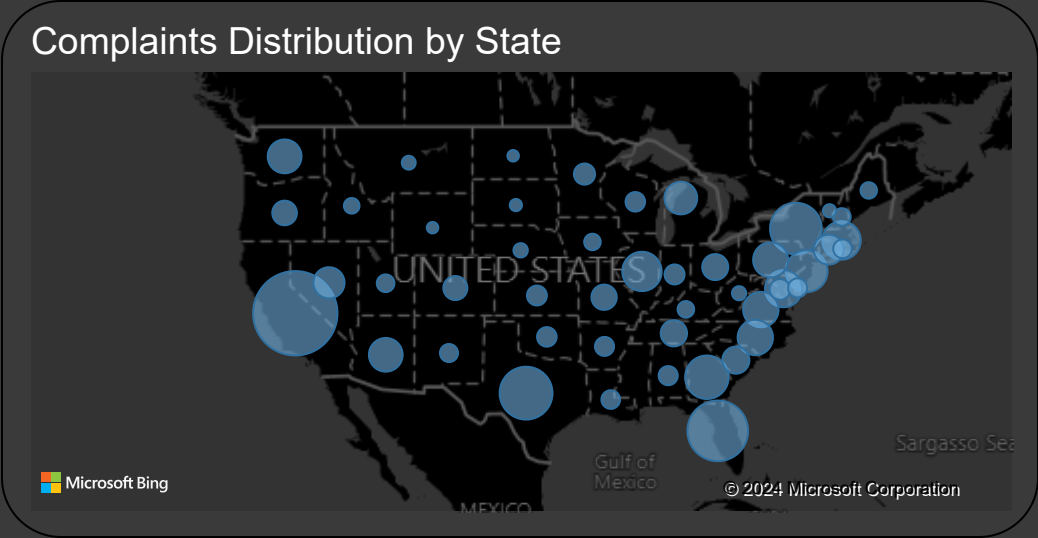 Complaints Distribution by State
UNITED STATES
Gulf of
Mexico
Sargasso Sea
Microsoft Bing
© 2024 Microsoft Corporation
MEXICO